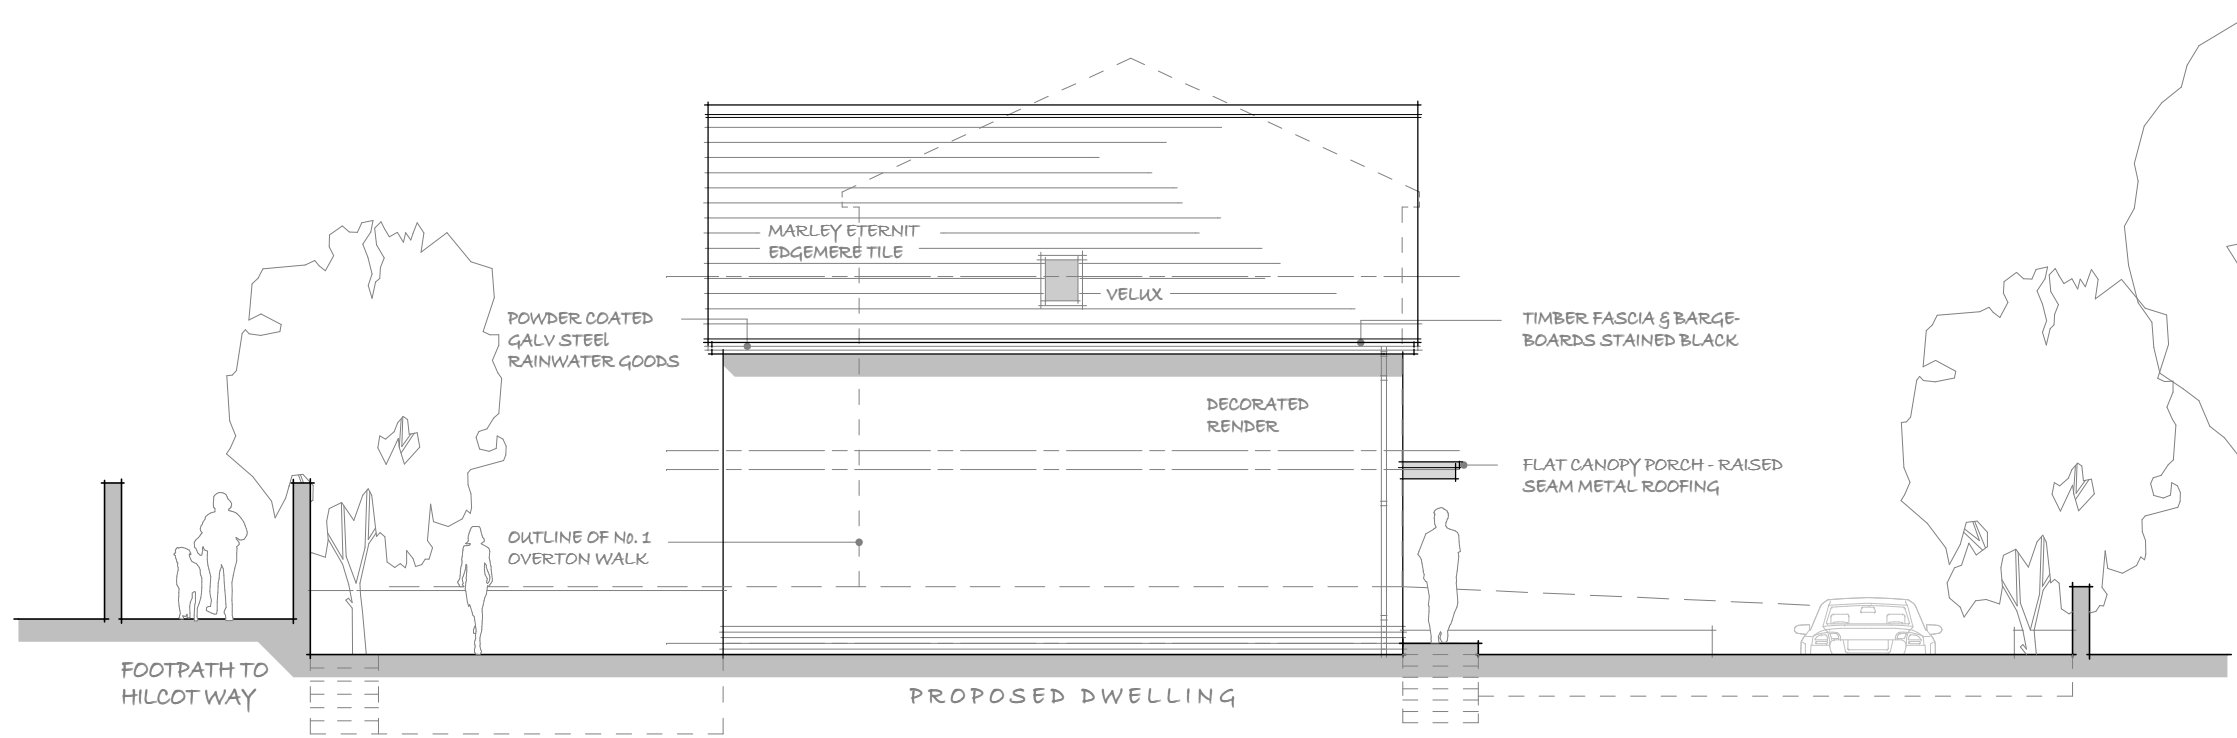 MARLEY ETERNIT
EDGEMERE TILE
VELUX
POWDER COATED
GALV STEEl
RAINWATER GOODS
TIMBER FASCIA & BARGE-
BOARDS STAINED BLACK
DECORATED
RENDER
FLAT CANOPY PORCH - RAISED
SEAM METAL ROOFING
OUTLINE OF No. 1
OVERTON WALK
FOOTPATH TO
HILCOT WAY
PROPOSED DWELLING